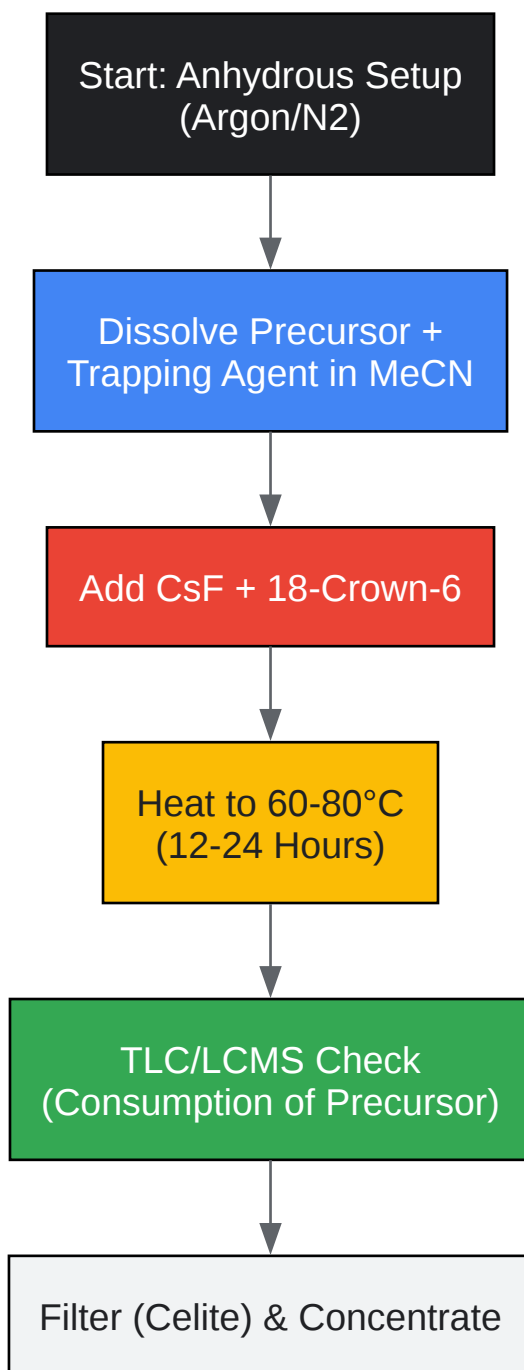 Start: Anhydrous Setup
(Argon/N2)
Dissolve Precursor +
Trapping Agent in MeCN
Add CsF + 18-Crown-6
Heat to 60-80°C
(12-24 Hours)
TLC/LCMS Check
(Consumption of Precursor)
Filter (Celite) & Concentrate